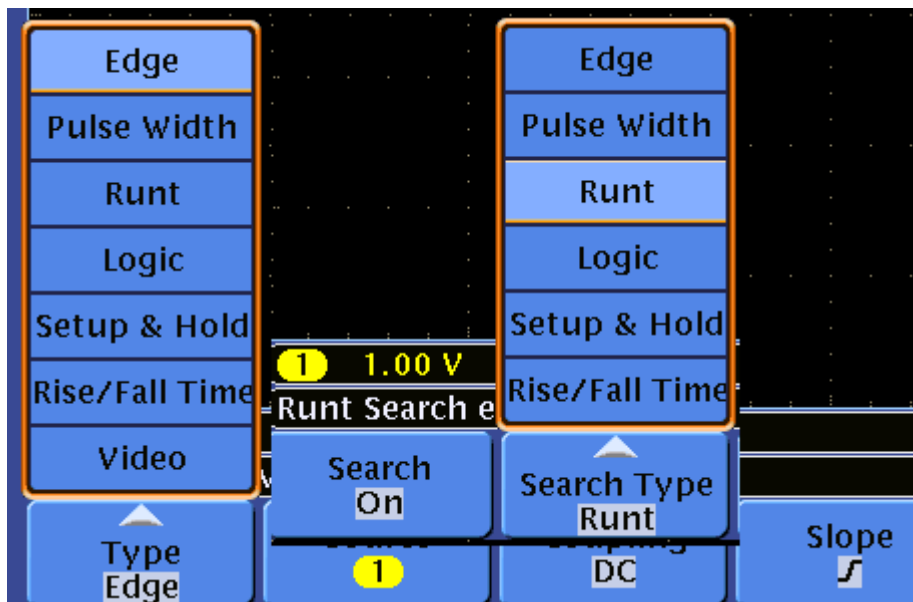 Edge
Pulse Width
Runt
Logic
Setup & Hold
Rise/Fall Time
Video
Type
Edge
1 1.00 V
Runt Search e
Search
On
1
Edge
Pulse Width
Runt
Logic
Setup & Hold
Rise/Fall Time
Search Type
Runt
DC
Slope